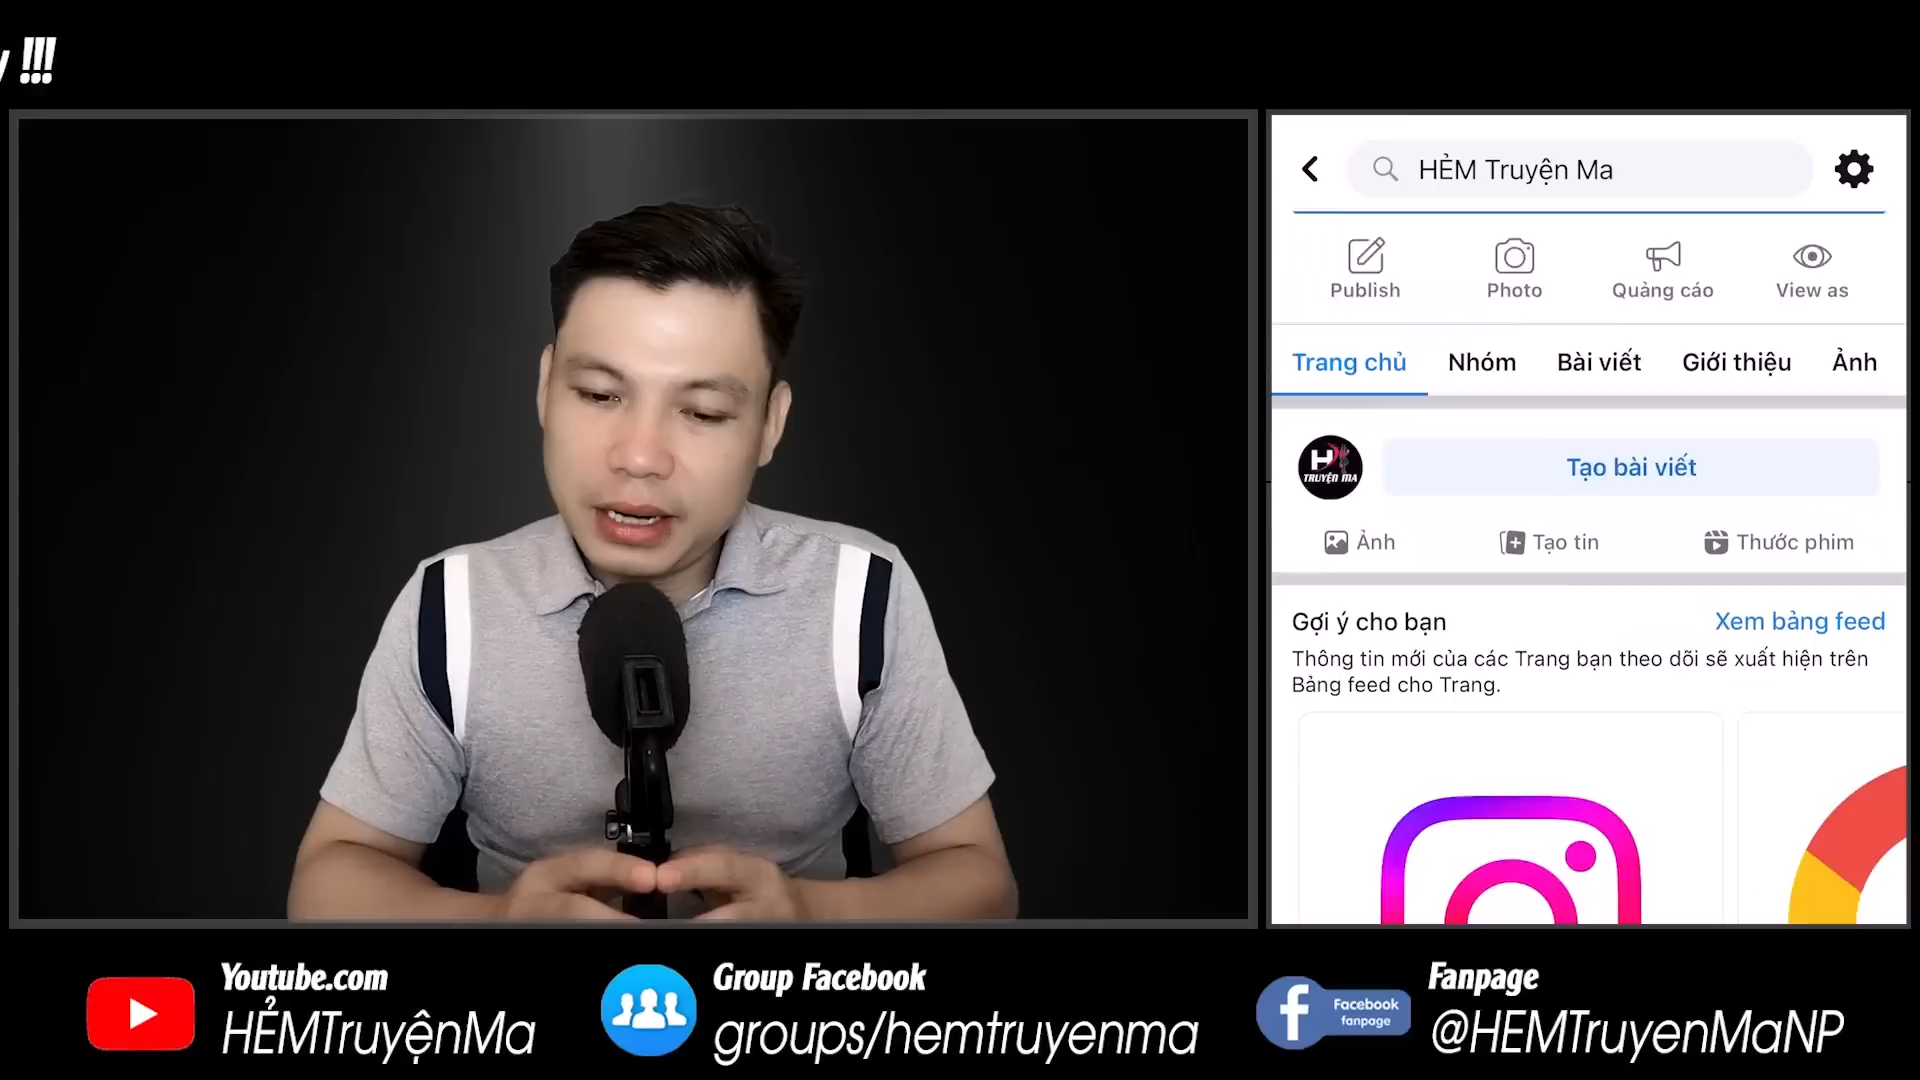 !!!
HẺM Truyện Ma
Publish
Photo
Quảng cáo
View as
Trang chủ
Nhóm
Bài viết
Giới thiệu
Ảnh
H
TRUYỆN MA
Tạo bài viết
Ảnh
Tạo tin
Thước phim
Gợi ý cho bạn
Xem bảng feed
Thông tin mới của các Trang bạn theo dõi sẽ xuất hiện trên
Bảng feed cho Trang.
Youtube.com
HẺMTruyệnMa
Group Facebook
groups/hemtruyenma
Facebook
fanpage
Fanpage
@HEMTruyenMaNP